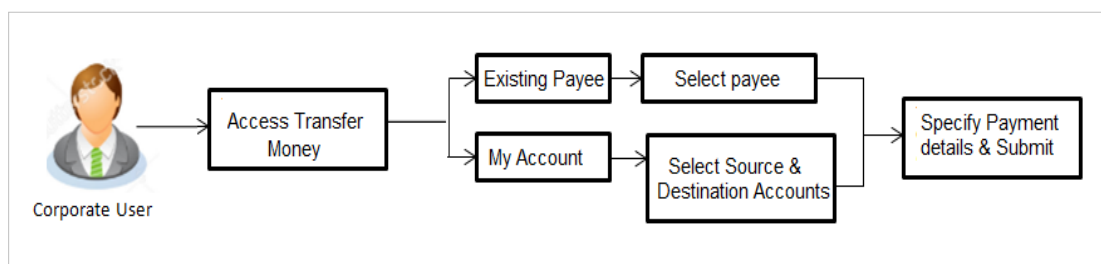 Corporate User
Access Transfer
Money
Existing Payee
Select payee
My Account
Select Source &
Destination Accounts
Specify Payment
details & Submit